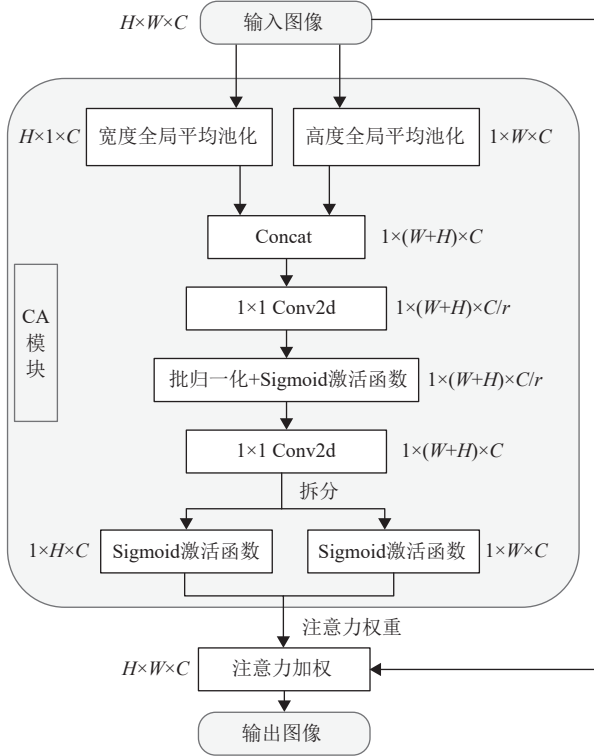 H×W×C
输入图像
H×1×C
宽度全局平均池化
高度全局平均池化
1×W×C
Concat
1×(W+H)×C
CA
模
块
1×1 Conv2d
1×(W+H)×C/r
批归一化+Sigmoid激活函数
1×(W+H)×C/r
1×1 Conv2d
1×(W+H)×C
拆分
1×H×C
Sigmoid激活函数
Sigmoid激活函数
1×W×C
注意力权重
H×W×C
注意力加权
输出图像